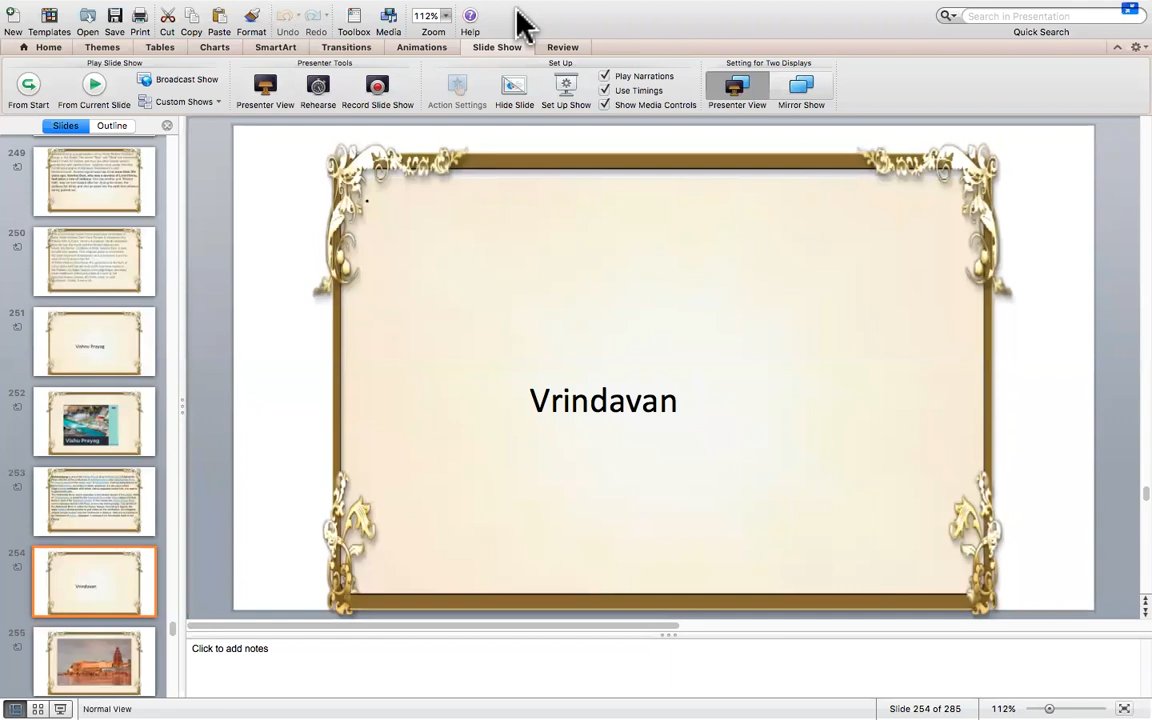 112%
Search in Presentation
New Templates Open Save Print Cut Copy Paste Format Undo Redo Toolbox Media Zoom Help
Quick Search
Home Themes Tables Charts SmartArt Transitions Animations Slide Show Review
Play Slide Show Presenter Tools Set Up Setting for Two Displays
Broadcast Show
Custom Shows
Play Narrations
Use Timings
Show Media Controls
From Start From Current Slide Presenter View Rehearse Record Slide Show Action Settings Hide Slide Set Up Show Presenter View Mirror Show
Slides Outline
249
250
251
Vishnu Prayag
252
253
254
Vrindavan
255
Vrindavan
Click to add notes
Normal View
Slide 254 of 285
112%